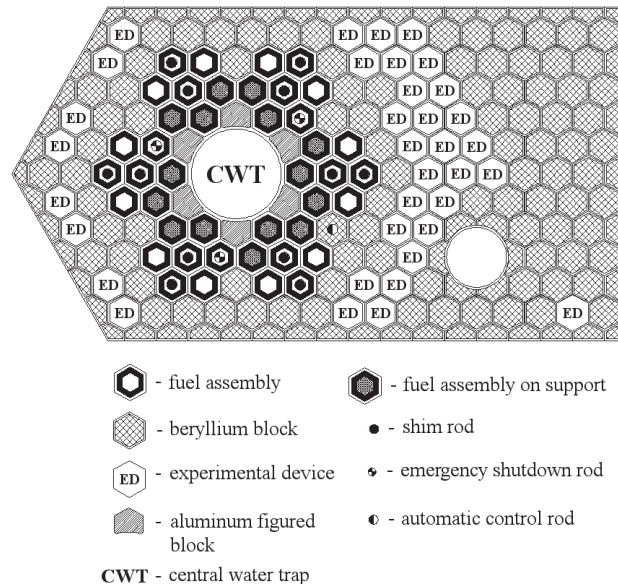 ED ED ED ED
ED ED ED ED
ED ED
ED ED ED ED
ED ED ED
CWT ED ED ED
ED ED ED
ED ED ED
ED
ED ED ED
ED ED ED ED
- fuel assembly
- beryllium block
ED - experimental device
- aluminum figured
block
CWT - central water trap
- fuel assembly on support
- shim rod
- emergency shutdown rod
- automatic control rod